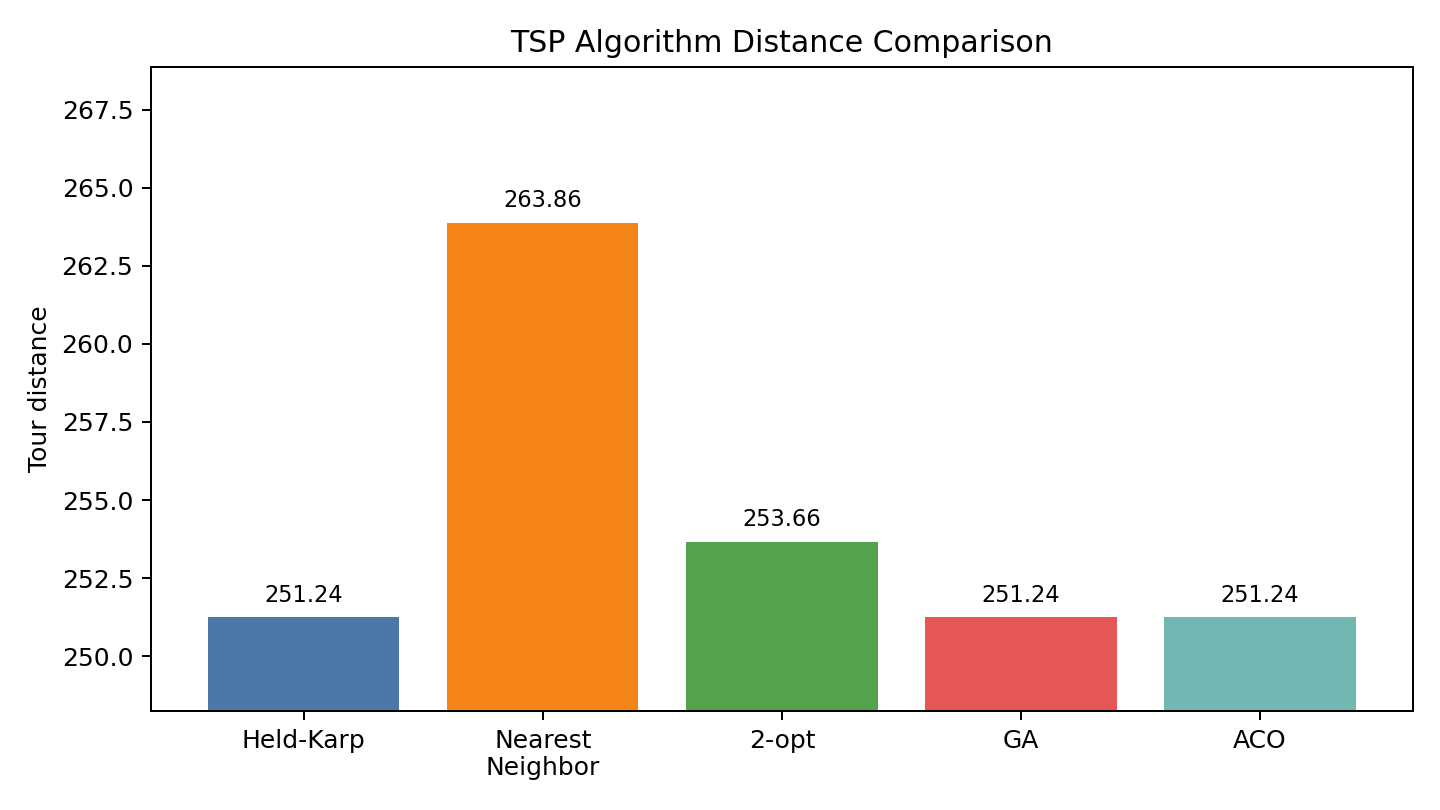 TSP Algorithm Distance Comparison
Tour distance
267.5
265.0
262.5
260.0
257.5
255.0
252.5
250.0
251.24
263.86
253.66
251.24
251.24
Held-Karp
Nearest
Neighbor
2-opt
GA
ACO